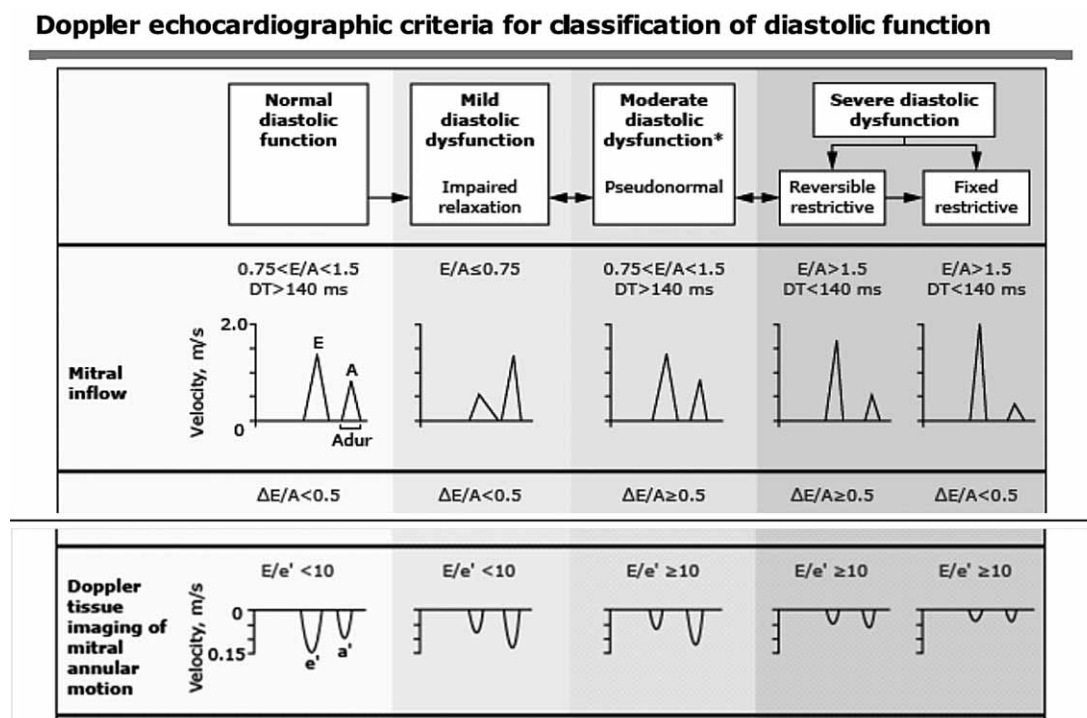 Doppler echocardiographic criteria for classification of diastolic function
Normal
diastolic
function
Mild
diastolic
dysfunction
Impaired
relaxation
Moderate
diastolic
dysfunction*
Pseudonormal
Severe diastolic
dysfunction
Reversible
restrictive
Fixed
restrictive
Mitral
inflow
0.75<E/A<1.5
DT>140 ms
E/A≤0.75
0.75<E/A<1.5
DT>140 ms
E/A>1.5
DT<140 ms
E/A>1.5
DT<140 ms
Velocity, m/s
2.0
0
E
A
Adur
ΔE/A<0.5
ΔE/A<0.5
ΔE/A≥0.5
ΔE/A≥0.5
ΔE/A<0.5
Doppler
tissue
imaging of
mitral
annular
motion
E/e' <10
E/e' <10
E/e' ≥10
E/e' ≥10
E/e' ≥10
Velocity, m/s
0
0.15
e'
a'